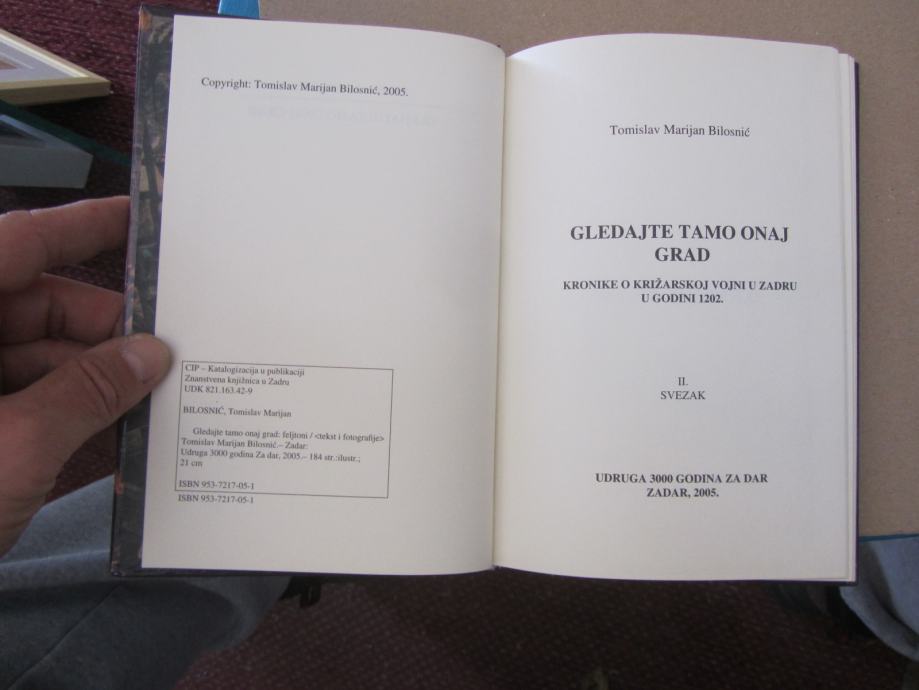 Copyright: Tomislav Marijan Bilosnić, 2005.
CIP – Katalogizacija u publikaciji
Znanstvena knjižnica u Zadru
UDK 821.163.42-9
BILOSNIĆ, Tomislav Marijan
Gledajte tamo onaj grad: feljtoni / <tekst i fotografije>
Tomislav Marijan Bilosnić.– Zadar:
Udruga 3000 godina Za dar, 2005.– 184 str.:ilustr.;
21 cm
ISBN 953-7217-05-1
ISBN 953-7217-05-1
Tomislav Marijan Bilosnić
GLEDAJTE TAMO ONAJ
GRAD
KRONIKE O KRIŽARSKOJ VOJNI U ZADRU
U GODINI 1202.
II.
SVEZAK
UDRUGA 3000 GODINA ZA DAR
ZADAR, 2005.